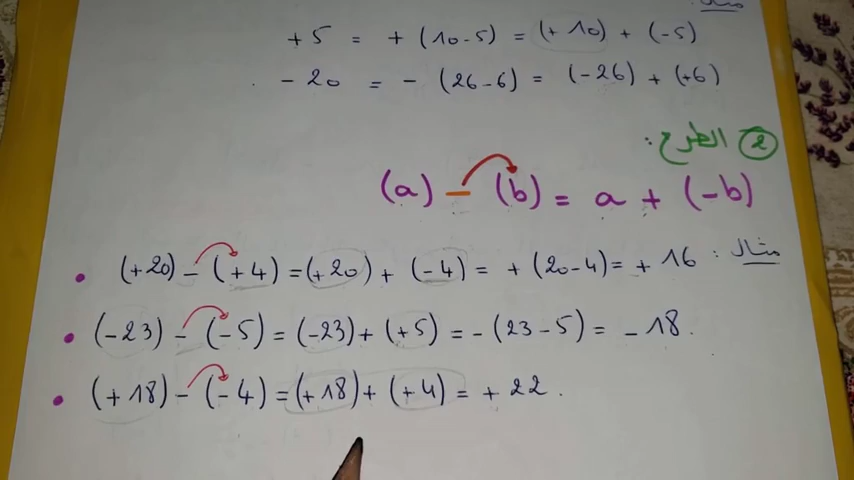 مثال
+5 = +(10-5) = (+10) + (-5)
-20 = -(26-6) = (-26) + (+6)
② الطرح :
(a) - (b) = a + (-b)
مثال :
• (+20) - (+4) = (+20) + (-4) = +(20-4) = +16
• (-23) - (-5) = (-23) + (+5) = -(23-5) = -18.
• (+18) - (-4) = (+18) + (+4) = +22.